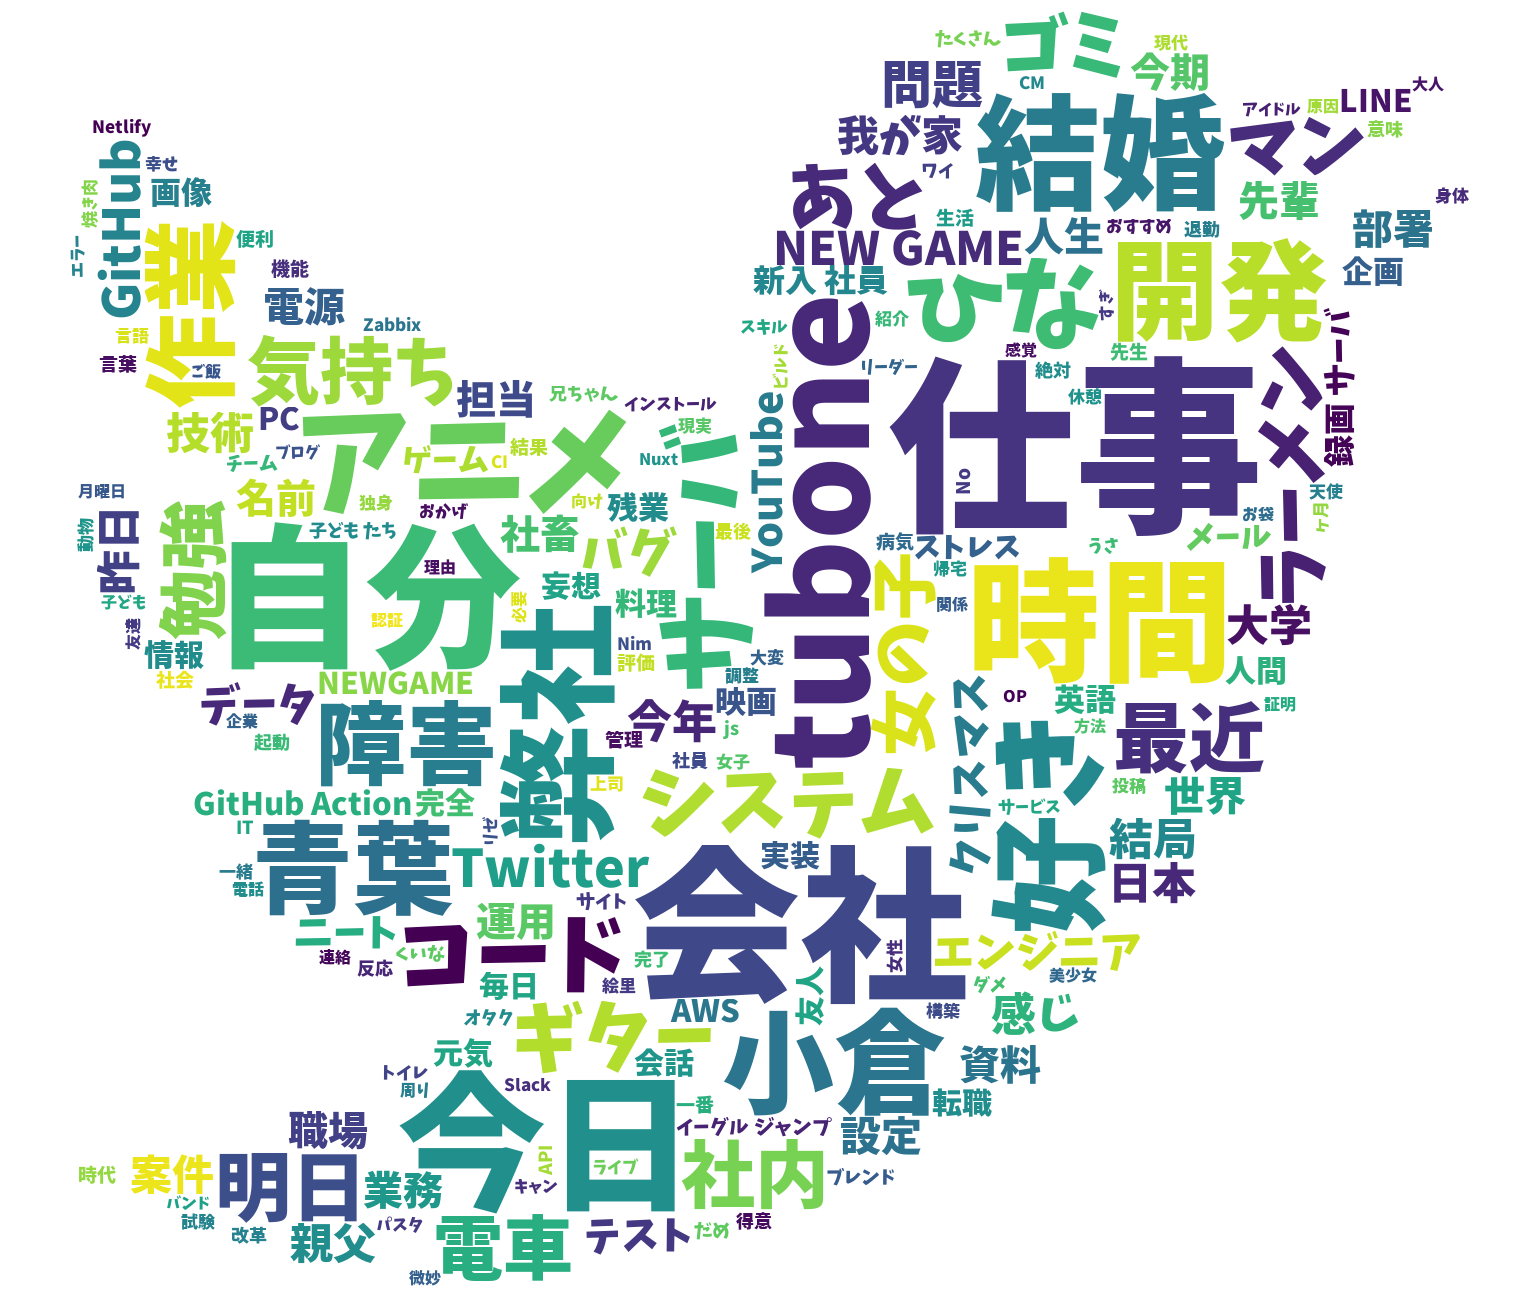 たくさん
ゴミ
現代
今期
CM
問題
大人
LINE
原因
アイドル
意味
結婚
マン
我が家
Netlify
GitHub
幸せ
画像
焼き肉
エラー
あと
ワイ
先輩
身体
生活
部署
おすすめ
退勤
人生
NEW GAME
便利
作業
機能
電源
新入 社員
ひな
開発
企画
すぎ
紹介
スキル
Zabbix
言語
言葉
ご飯
気持ち
tubone
ビルド
リーダー
感覚
先生
絶対
休憩
仕事
ラーメン
録画 サーバ
担当
兄ちゃん
インストール
PC
技術
ブログ
チーム
アニメ
ゲーム
CI
結果
現実
Nuxt
サーバー
YouTube
No
月曜日
名前
独身
おかげ
向け
残業
天使
ヶ月
お袋
動物
昨日
勉強
子ども たち
社畜
バグ
最後
病気
ストレス
うさ
メール
自分
理由
妄想
料理
帰宅
関係
時間
大学
女の子
子ども
友達
認証
必要
弊社
Nim
評価
大変
調整
情報
社会
人間
NEWGAME
データ
企業
起動
障害
今年
管理
映画
js
クリスマス
OP
英語
方法
証明
好き
最近
社員
女子
上司
システム
投稿
世界
サービス
GitHub Action
完全
IT
青葉
リゼ
Twitter
実装
結局
日本
一緒
電話
サイト
会社
女性
ニート
運用
コード
連絡
反応
くいな
完了
エンジニア
美少女
毎日
絵里
ダメ
友人
感じ
AWS
構築
オタク
ギター
小倉
元気
会話
資料
トイレ
周り
Slack
今日
一番
転職
職場
イーグル ジャンプ
設定
API
ライブ
時代
案件
明日
業務
キャン
社内
ブレンド
バンド
試験
改革
親父
パスタ
電車
テスト
だめ
得意
微妙